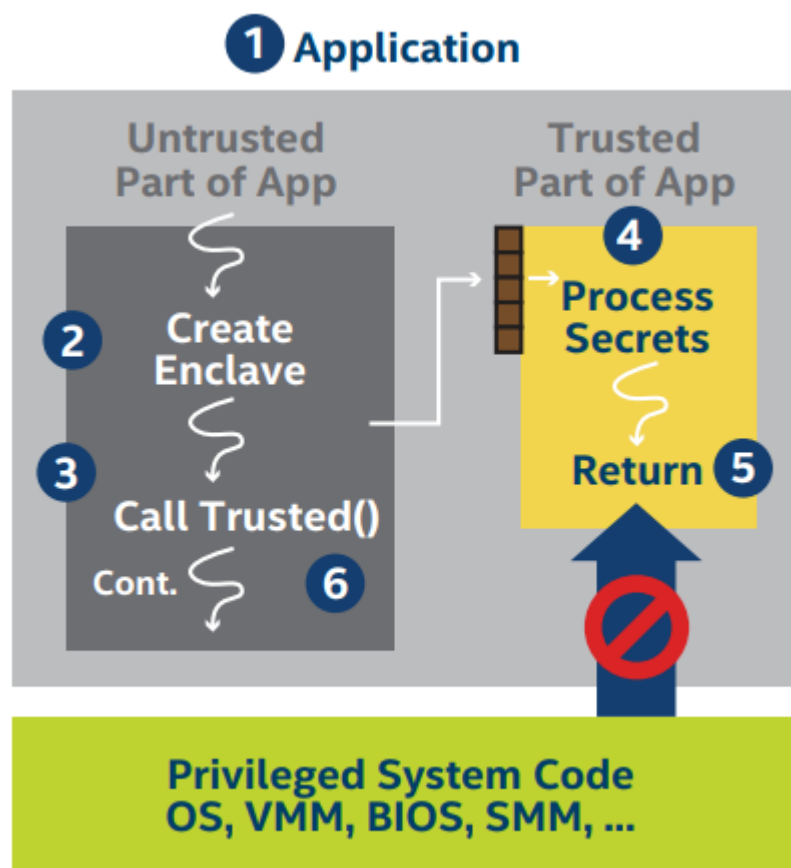 1 Application
Untrusted
Part of App
Trusted
Part of App
2
Create
Enclave
3
Call Trusted()
Cont.
6
4
Process
Secrets
Return 5
Privileged System Code
OS, VMM, BIOS, SMM, ...